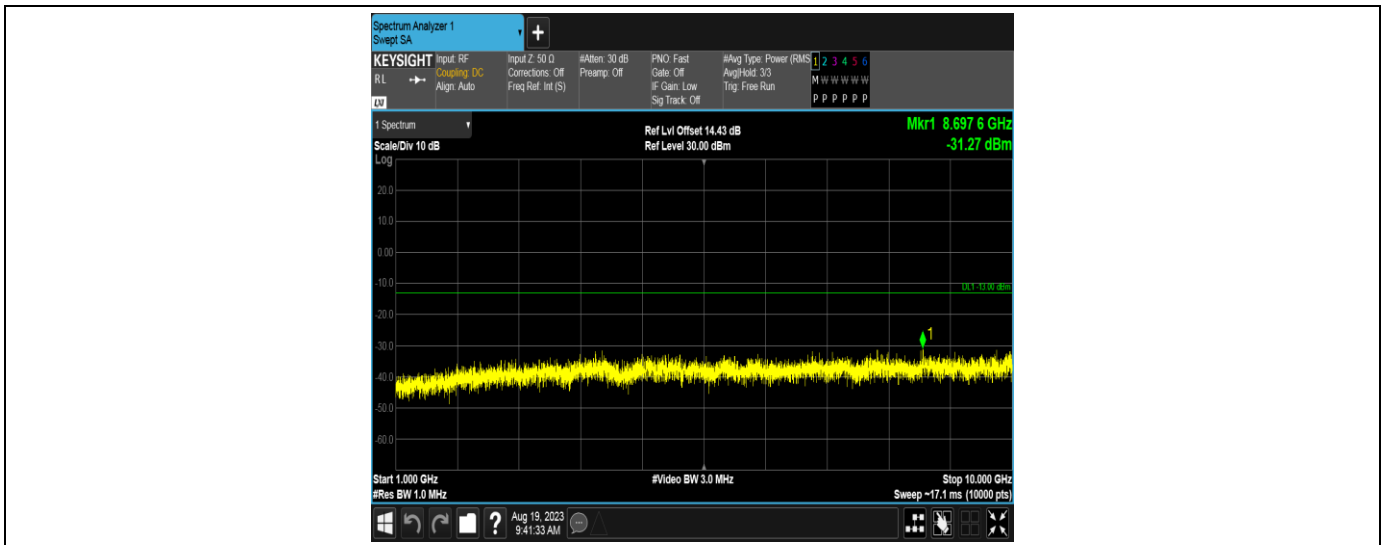 Spectrum Analyzer 1
Swept SA
KEYSIGHT
RL
LXI
Input: RF
Coupling: DC
Align: Auto
Input Z: 50 Ω
Corrections: Off
Freq Ref: Int (S)
#Atten: 30 dB
Preamp: Off
PNO: Fast
Gate: Off
IF Gain: Low
Sig Track: Off
#Avg Type: Power (RMS
Avg|Hold: 3/3
Trig: Free Run
1 2 3 4 5 6
M W W W W W
P P P P P P
1 Spectrum
Scale/Div 10 dB
Ref Lvl Offset 14.43 dB
Ref Level 30.00 dBm
Mkr1 8.697 6 GHz
-31.27 dBm
Log
20.0
10.0
0.00
-10.0
DL1 -13.00 dBm
-20.0
-30.0
1
-40.0
-50.0
-60.0
Start 1.000 GHz
#Res BW 1.0 MHz
#Video BW 3.0 MHz
Stop 10.000 GHz
Sweep ~17.1 ms (10000 pts)
?
Aug 19, 2023
9:41:33 AM